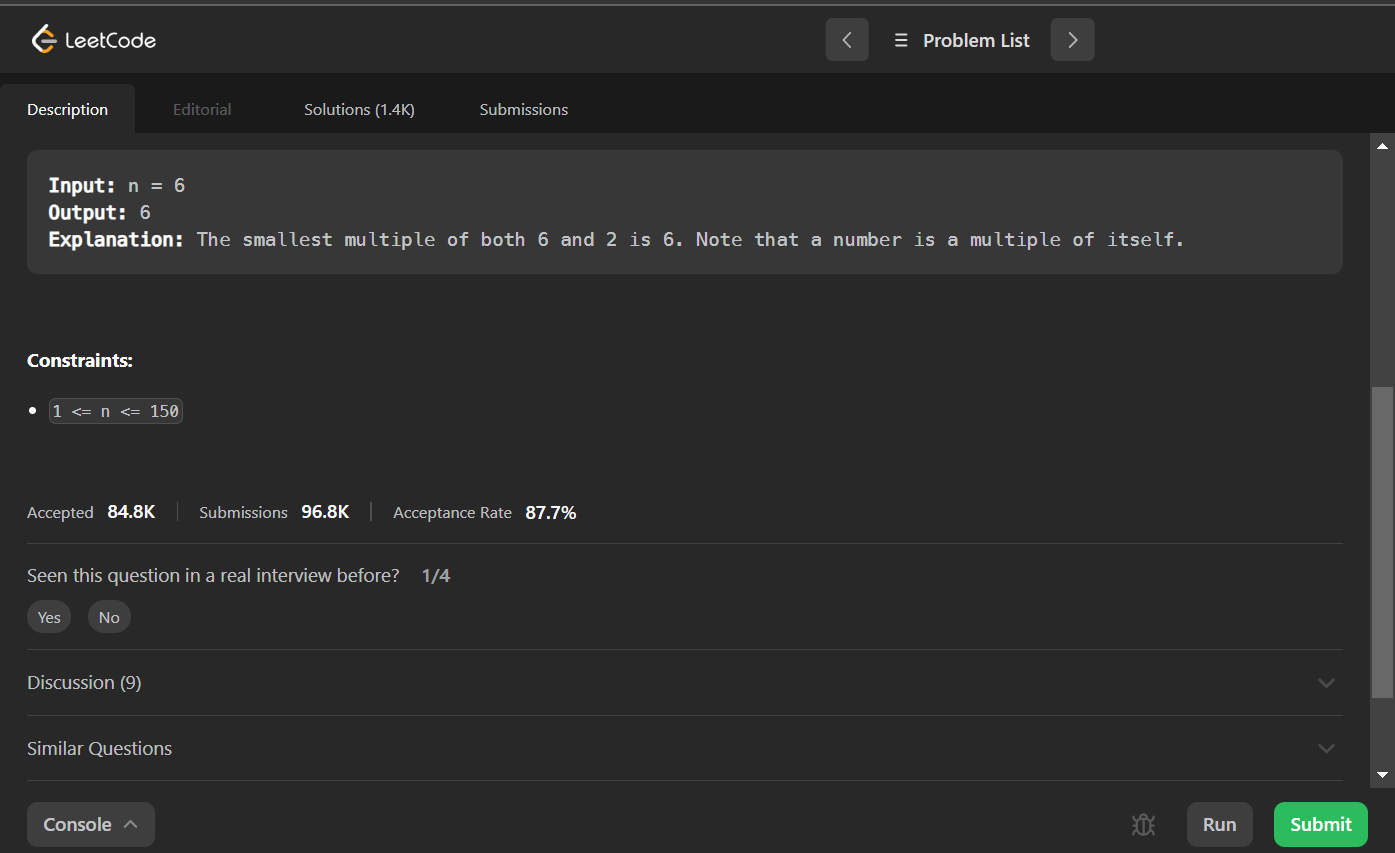 LeetCode
Problem List
Description Editorial Solutions (1.4K) Submissions
Input: n = 6
Output: 6
Explanation: The smallest multiple of both 6 and 2 is 6. Note that a number is a multiple of itself.
Constraints:
1 <= n <= 150
Accepted 84.8K Submissions 96.8K Acceptance Rate 87.7%
Seen this question in a real interview before? 1/4
Yes No
Discussion (9)
Similar Questions
Console Run Submit